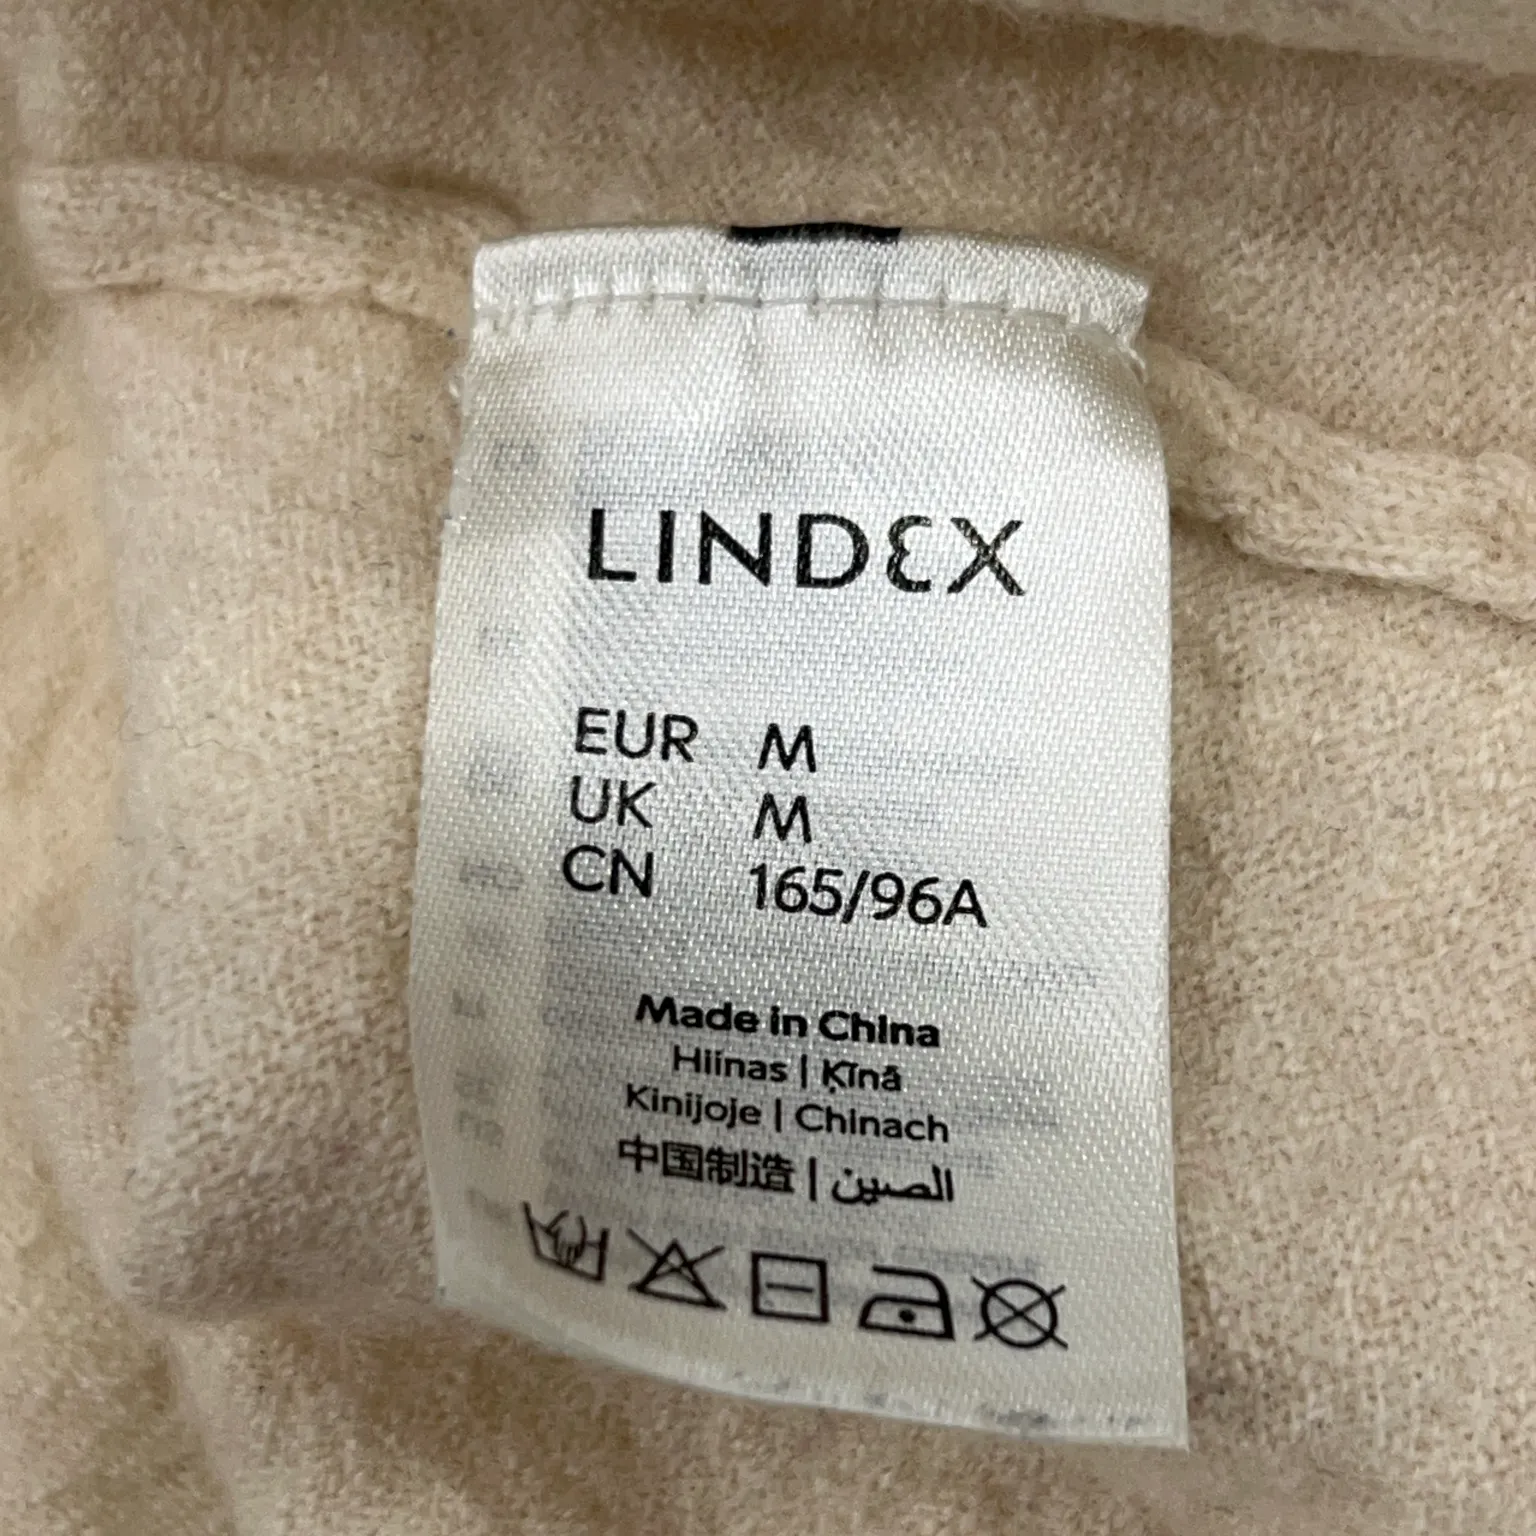 LINDEX
EUR M
UK M
CN 165/96A
Made in China
Hiinas | Ķīnā
Kinijoje | Chinach
中国制造 | الصين